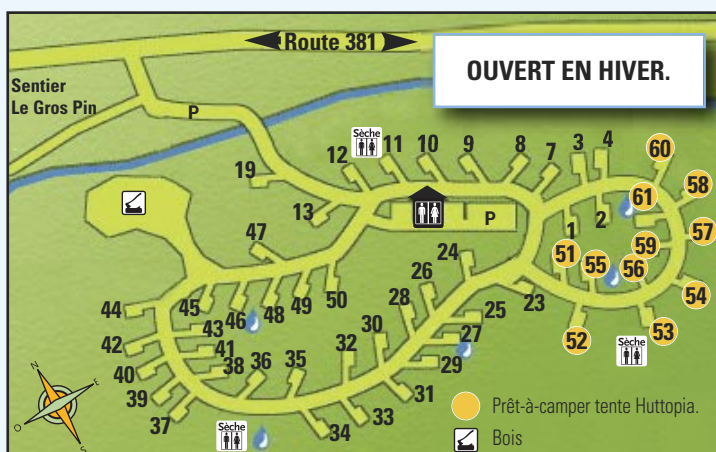 Route 381
OUVERT EN HIVER.
Sentier
Le Gros Pin
P
Sèche
12 11 10 9 8 7 3 4 60
19
61 58
13
P
1 2
57
47
24
51
59
55 56
26
54
50
23
44 45 46 48 49
28
25
52 53
43
30
27
Sèche
42
41
32
29
40
38 36 35
31
39
37
34 33
Sèche
Prêt-à-camper tente Huttopia.
Bois
N
E
O
S